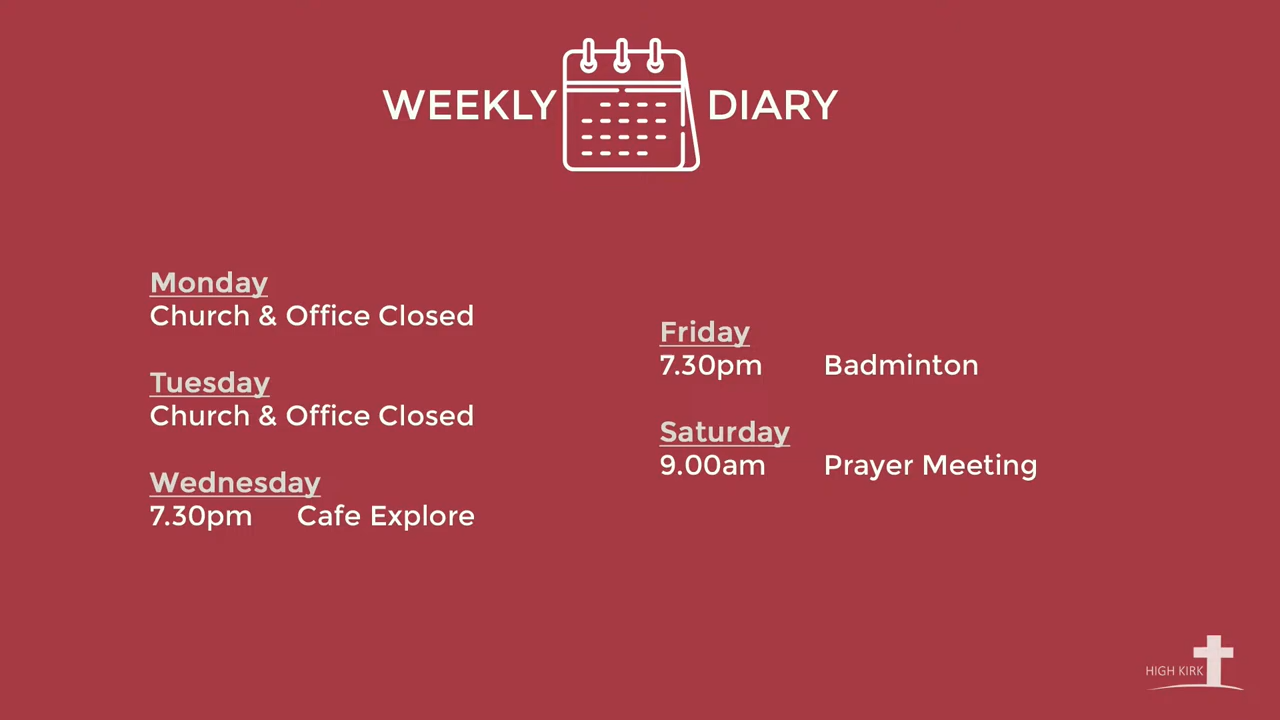 WEEKLY DIARY
Monday
Church & Office Closed
Tuesday
Church & Office Closed
Wednesday
7.30pm Cafe Explore
Friday
7.30pm Badminton
Saturday
9.00am Prayer Meeting
HIGH KIRK